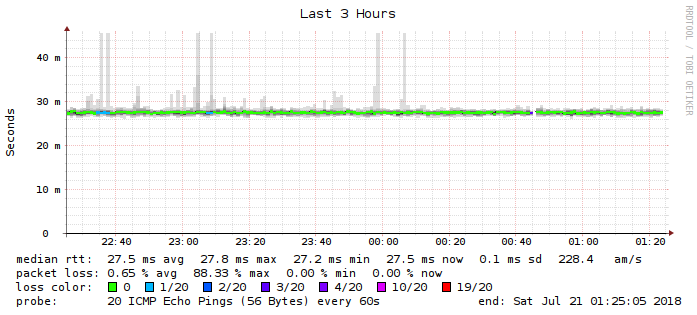 Last 3 Hours
RRDTOOL / TOBI OETIKER
Seconds
40 m
30 m
20 m
10 m
0
22:40 23:00 23:20 23:40 00:00 00:20 00:40 01:00 01:20
median rtt: 27.5 ms avg 27.8 ms max 27.2 ms min 27.5 ms now 0.1 ms sd 228.4 am/s
packet loss: 0.65 % avg 88.33 % max 0.00 % min 0.00 % now
loss color: 0 1/20 2/20 3/20 4/20 10/20 19/20
probe: 20 ICMP Echo Pings (56 Bytes) every 60s end: Sat Jul 21 01:25:05 2018